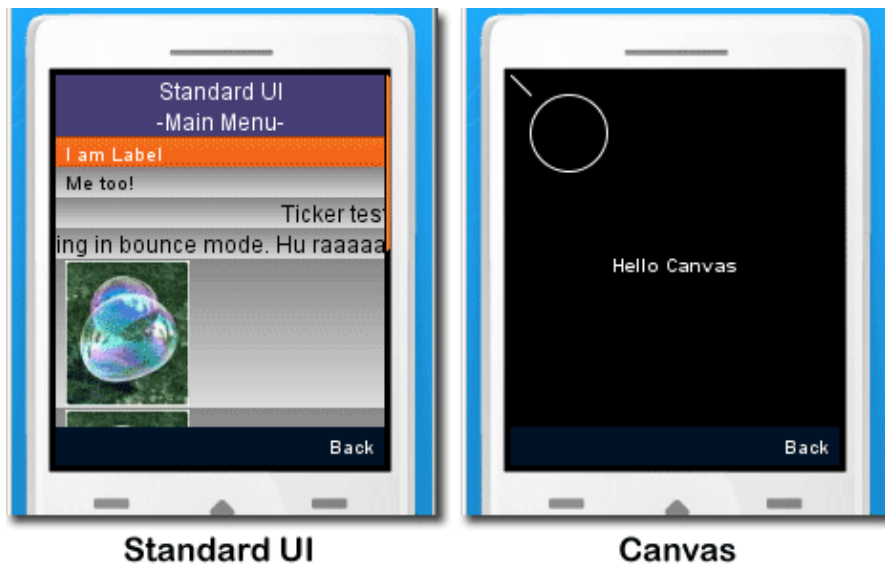 Standard UI
-Main Menu-
I am Label
Me too!
Ticker test
ing in bounce mode. Hu raaaaa
Back
Hello Canvas
Back
Standard UI
Canvas